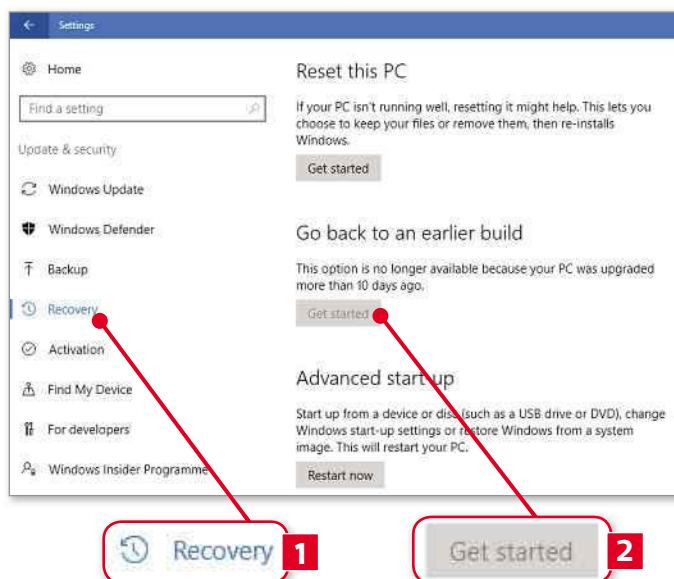 Settings
Home
Find a setting
Update & security
Windows Update
Windows Defender
Backup
Recovery
Activation
Find My Device
For developers
Windows Insider Programme
Reset this PC
If your PC isn't running well, resetting it might help. This lets you
choose to keep your files or remove them, then re-installs
Windows.
Get started
Go back to an earlier build
This option is no longer available because your PC was upgraded
more than 10 days ago.
Get started
Advanced start-up
Start up from a device or disc (such as a USB drive or DVD), change
Windows start-up settings or restore Windows from a system
image. This will restart your PC.
Restart now
Recovery 1
Get started 2